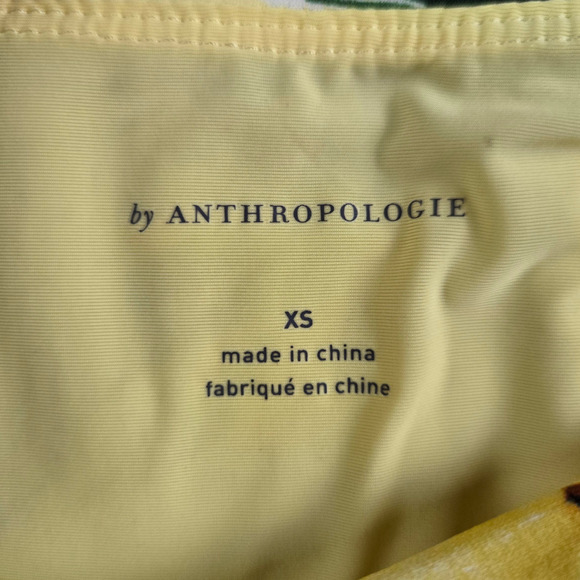 by ANTHROPOLOGIE
XS
made in china
fabriqué en chine